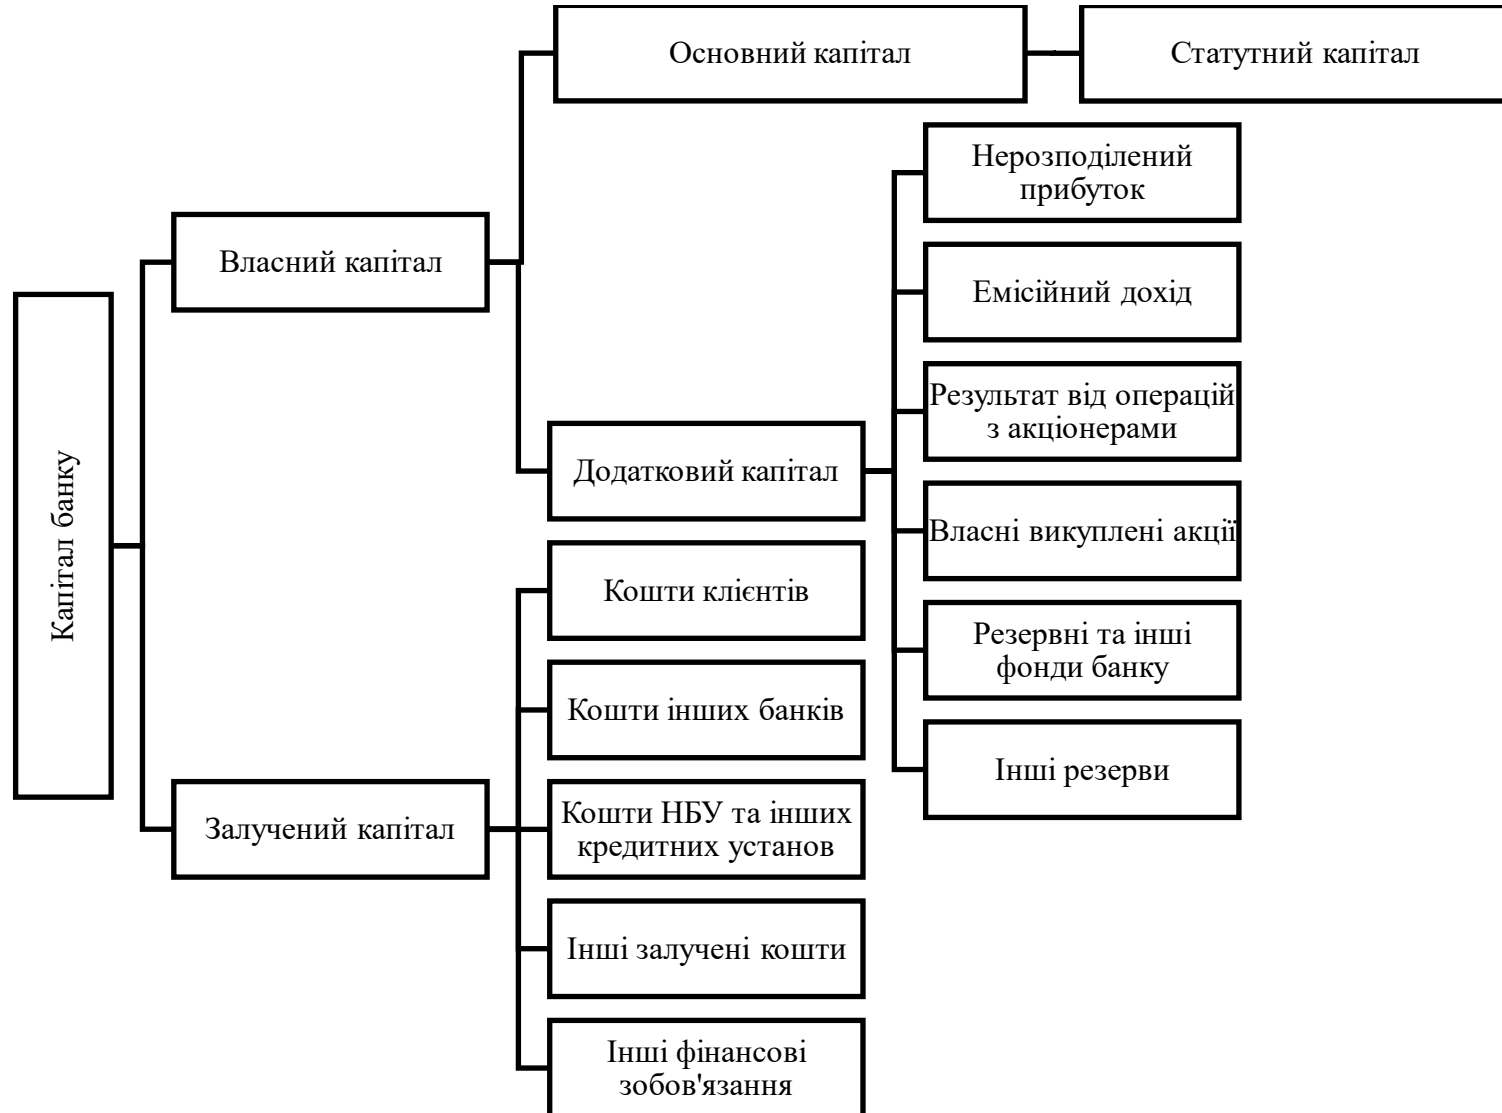 Основний капітал
Статутний капітал
Нерозподілений
прибуток
Власний капітал
Емісійний дохід
Результат від операцій
з акціонерами
Додатковий капітал
Власні викуплені акції
Капітал банку
Кошти клієнтів
Резервні та інші
фонди банку
Кошти інших банків
Інші резерви
Залучений капітал
Кошти НБУ та інших
кредитних установ
Інші залучені кошти
Інші фінансові
зобов'язання